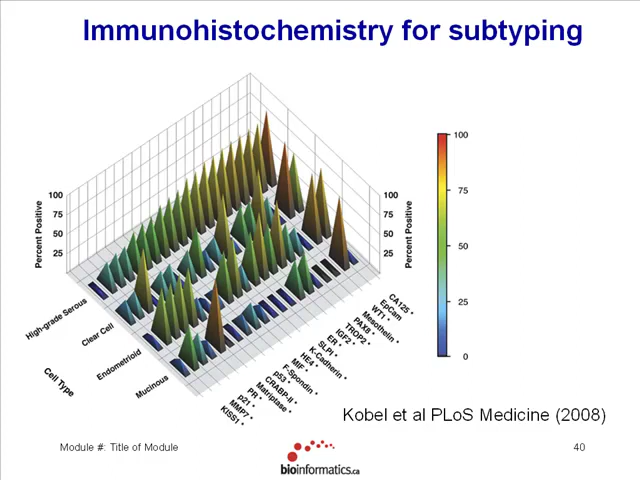 Immunohistochemistry for subtyping
100
75
50
25
Percent Positive
100
75
50
25
Percent Positive
100
75
50
25
0
High-grade Serous
Clear Cell
Endometrioid
Mucinous
Cell Type
CA125 *
EpCam
WT1 *
Mesothelin *
PAX8 *
TROP2 *
IGF2 *
ER *
SLPI *
K-Cadherin *
HE4 *
MIF *
F-Spondin *
p53 *
CRABP-II *
Matriptase *
PR *
p21 *
MMP7 *
KISS1 *
Kobel et al PLoS Medicine (2008)
Module #: Title of Module
bioinformatics.ca
40